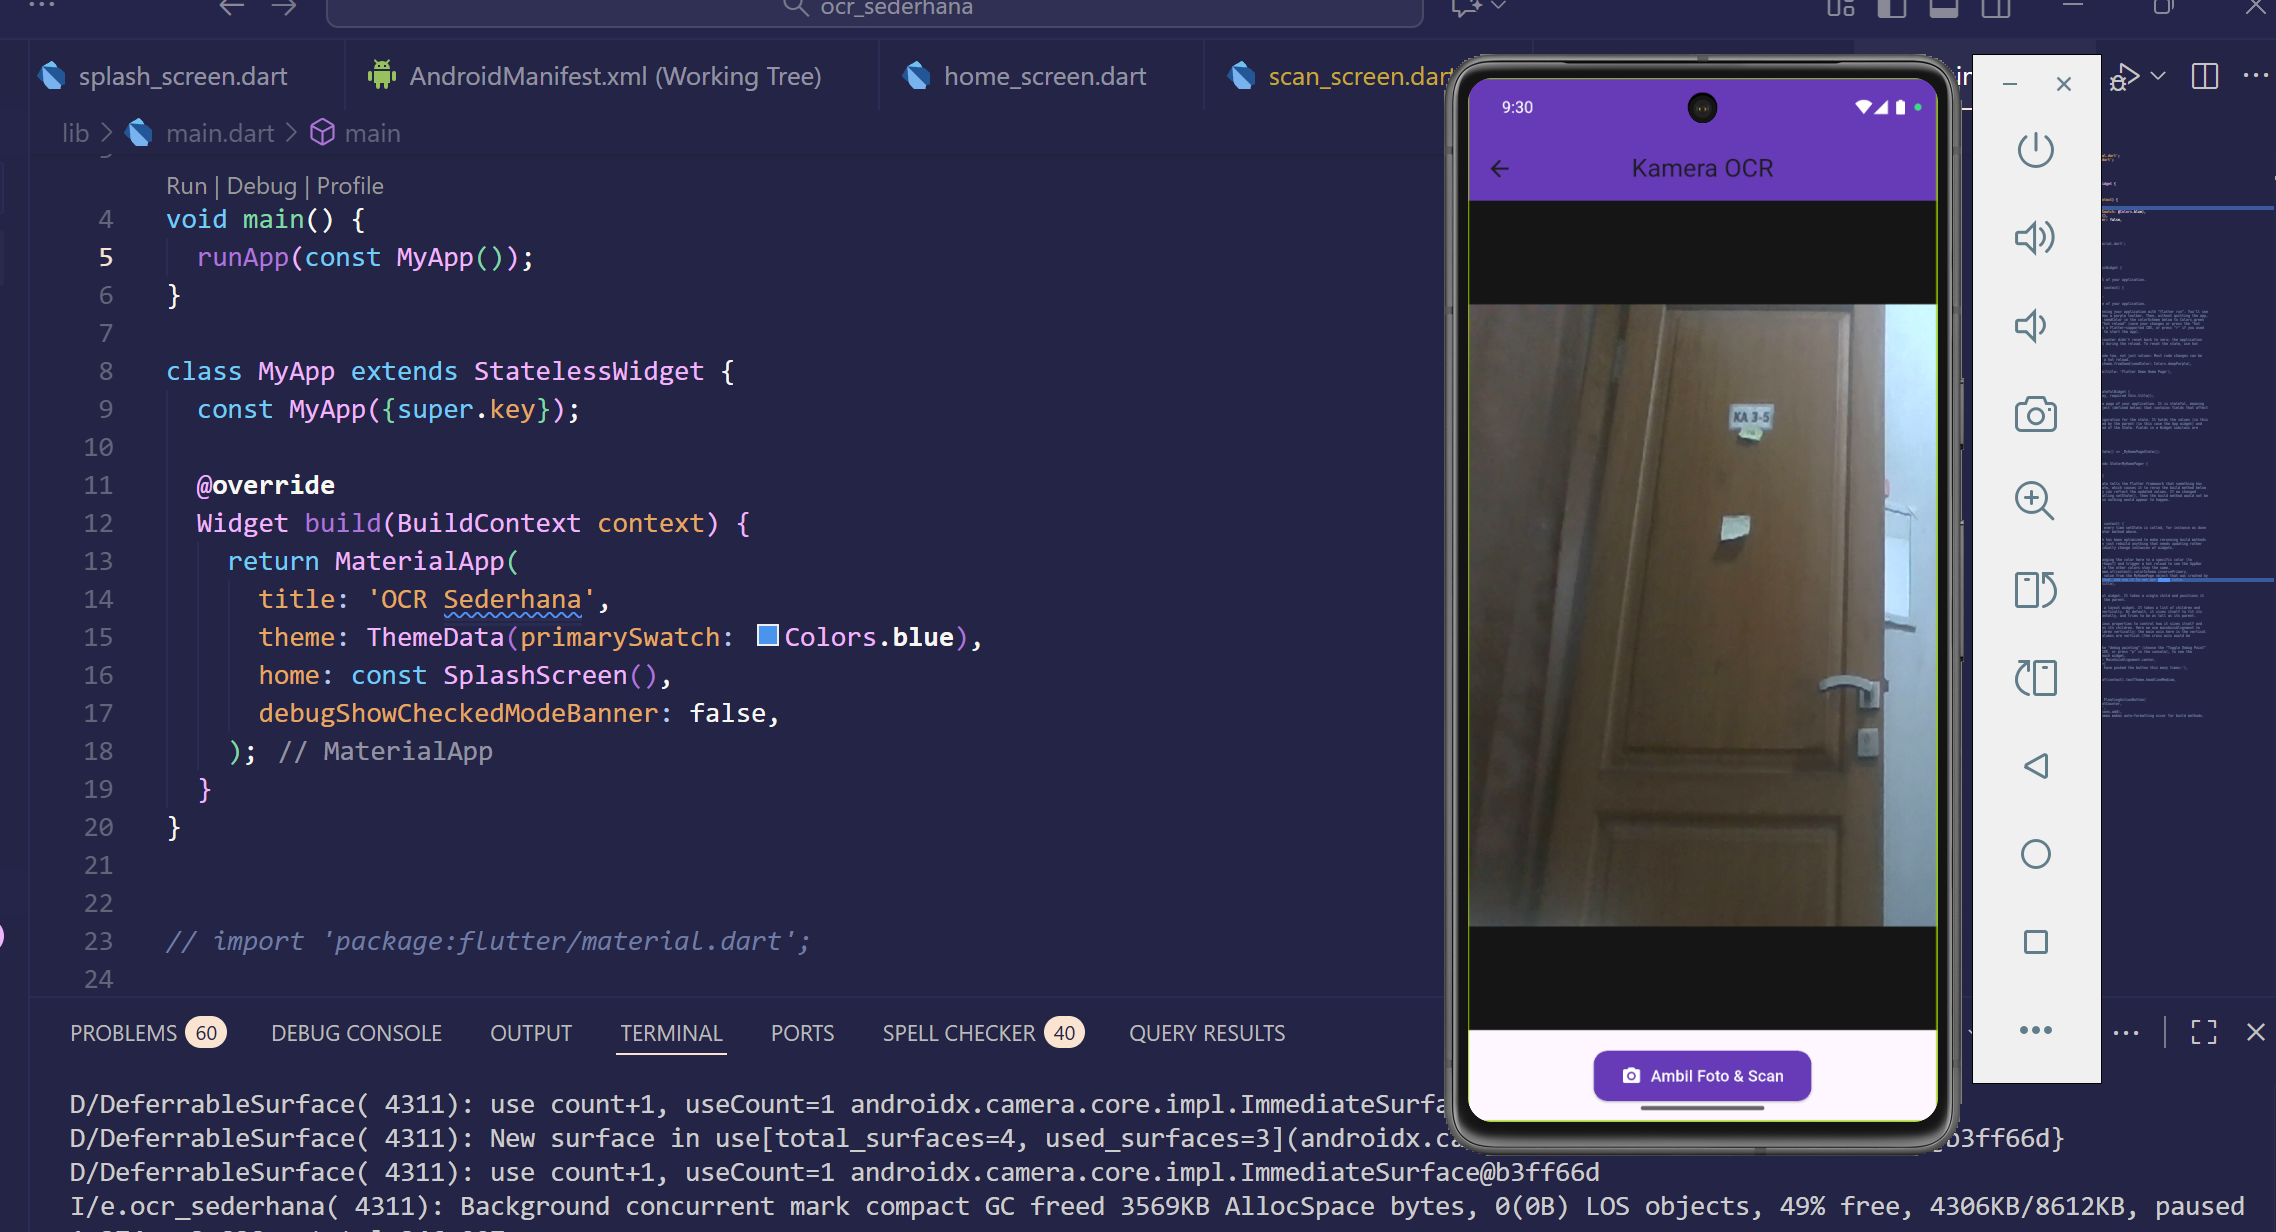 ocr_sederhana
splash_screen.dart
AndroidManifest.xml (Working Tree)
home_screen.dart
scan_screen.dart
lib > main.dart > main
Run | Debug | Profile
4 void main() {
5 runApp(const MyApp());
6 }
7
8 class MyApp extends StatelessWidget {
9 const MyApp({super.key});
10
11 @override
12 Widget build(BuildContext context) {
13 return MaterialApp(
14 title: 'OCR Sederhana',
15 theme: ThemeData(primarySwatch: Colors.blue),
16 home: const SplashScreen(),
17 debugShowCheckedModeBanner: false,
18 ); // MaterialApp
19 }
20 }
21
22
23 // import 'package:flutter/material.dart';
24
9:30
Kamera OCR
KA 3-5
Ambil Foto & Scan
PROBLEMS 60 DEBUG CONSOLE OUTPUT TERMINAL PORTS SPELL CHECKER 40 QUERY RESULTS
D/DeferrableSurface( 4311): use count+1, useCount=1 androidx.camera.core.impl.ImmediateSurfa
D/DeferrableSurface( 4311): New surface in use[total_surfaces=4, used_surfaces=3](androidx.ca b3ff66d}
D/DeferrableSurface( 4311): use count+1, useCount=1 androidx.camera.core.impl.ImmediateSurface@b3ff66d
I/e.ocr_sederhana( 4311): Background concurrent mark compact GC freed 3569KB AllocSpace bytes, 0(0B) LOS objects, 49% free, 4306KB/8612KB, paused